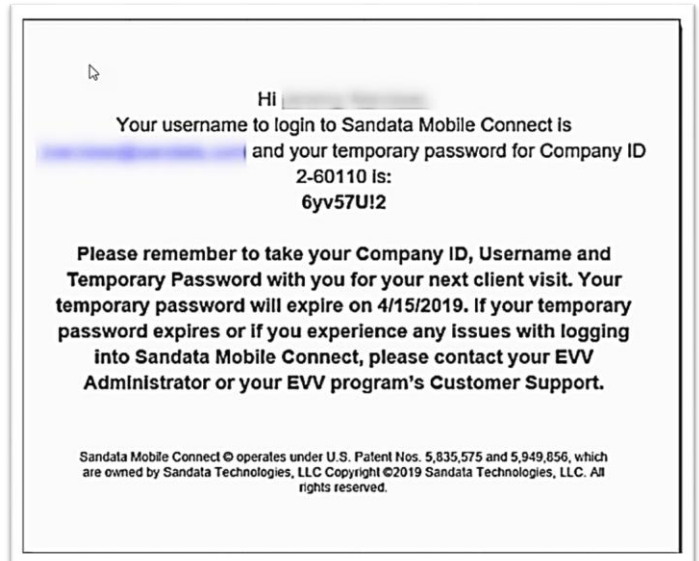 Hi
Your username to login to Sandata Mobile Connect is
and your temporary password for Company ID
2-60110 is:
6yv57U!2
Please remember to take your Company ID, Username and
Temporary Password with you for your next client visit. Your
temporary password will expire on 4/15/2019. If your temporary
password expires or if you experience any issues with logging
into Sandata Mobile Connect, please contact your EVV
Administrator or your EVV program's Customer Support.
Sandata Mobile Connect © operates under U.S. Patent Nos. 5,835,575 and 5,949,856, which
are owned by Sandata Technologies, LLC Copyright ©2019 Sandata Technologies, LLC. All
rights reserved.